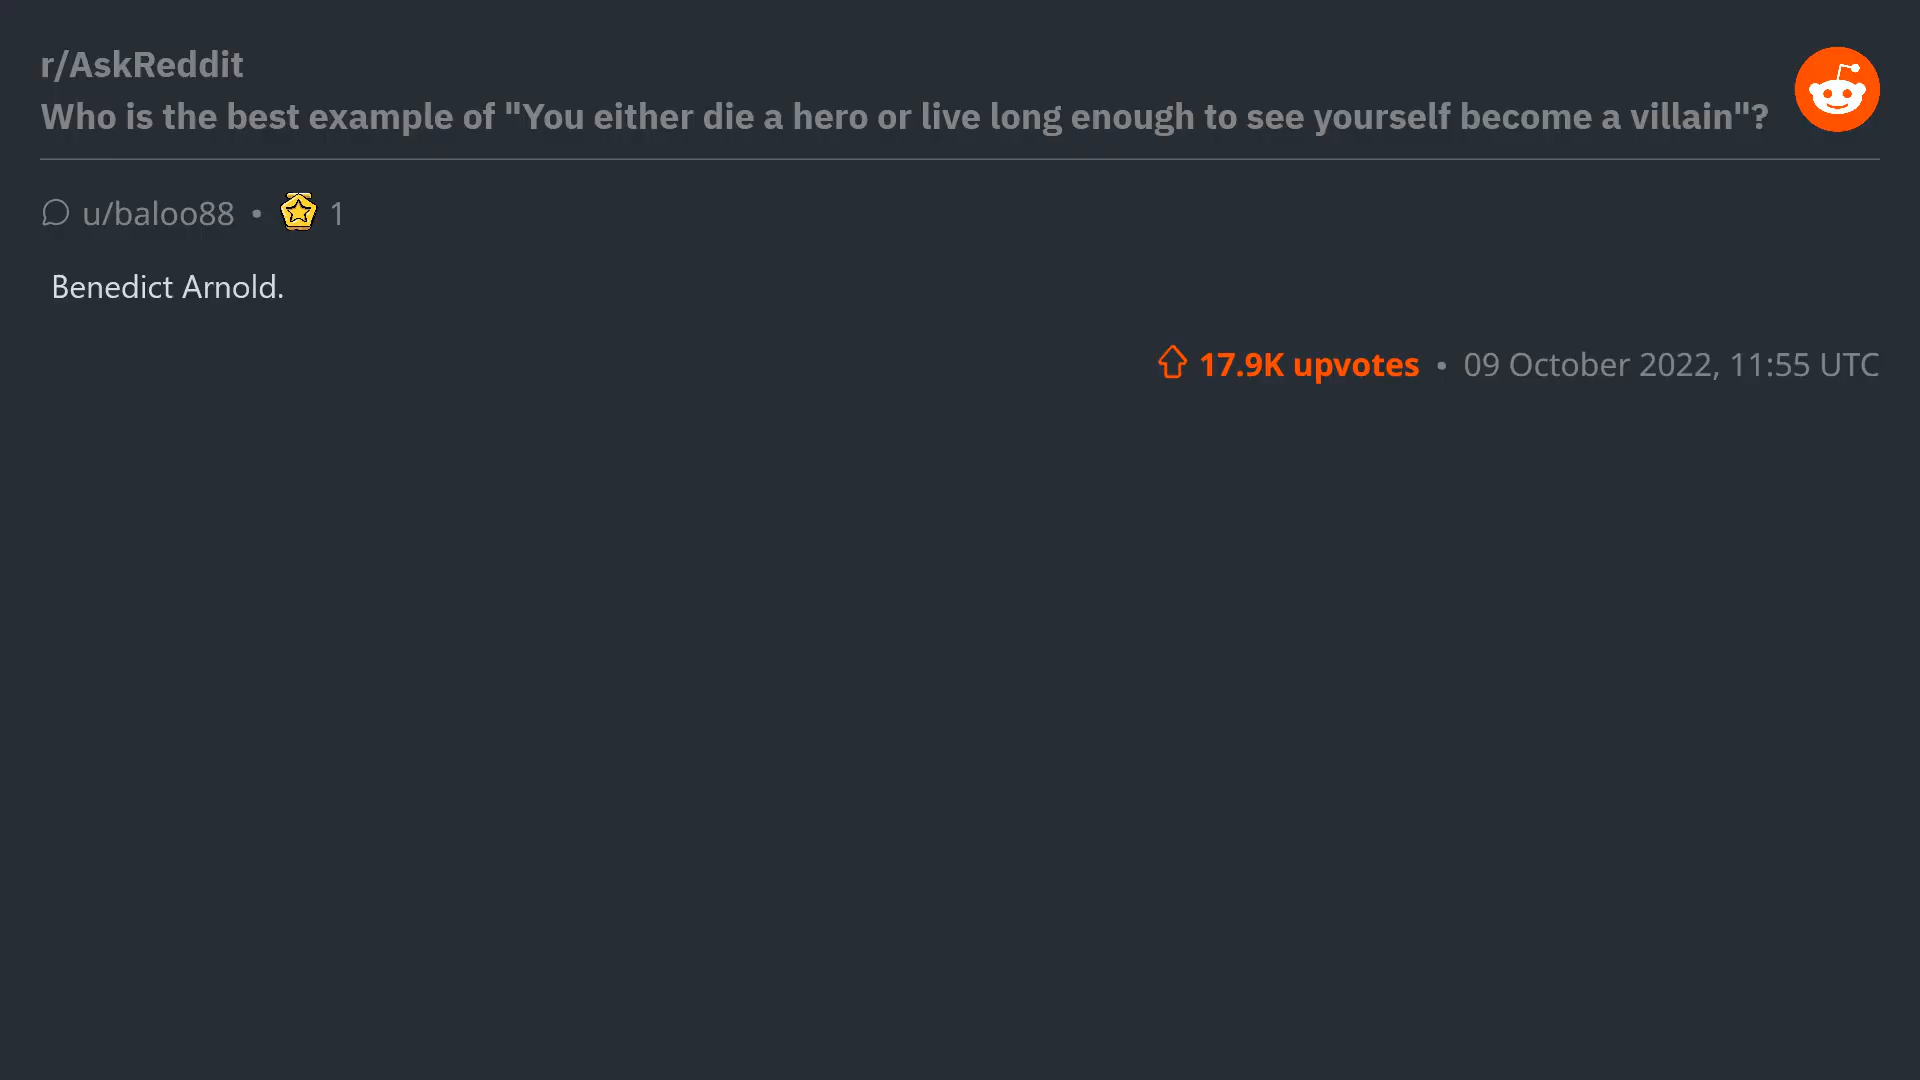 r/AskReddit
Who is the best example of "You either die a hero or live long enough to see yourself become a villain"?
u/baloo88 • 1
Benedict Arnold.
17.9K upvotes • 09 October 2022, 11:55 UTC